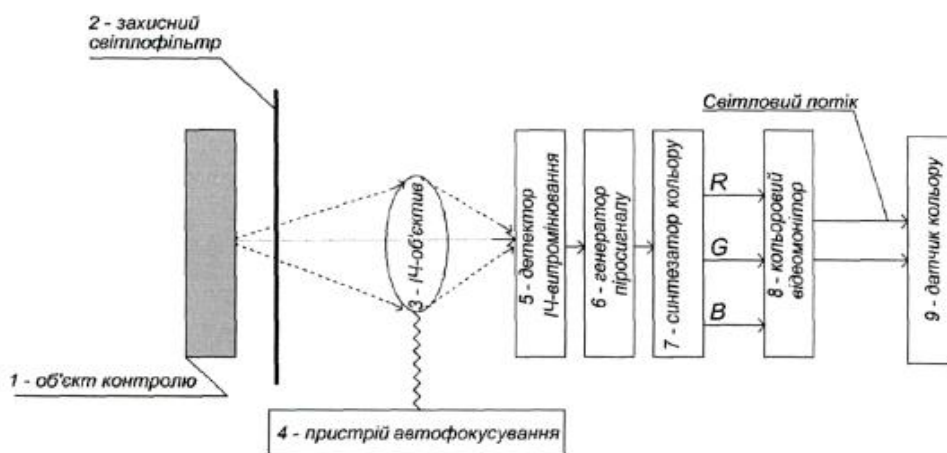 2 - захисний
світлофільтр
Світловий потік
3 - ІЧ-об'єктив
5 - детектор
ІЧ-випромінювання
6 - генератор
піросигналу
7 - синтезатор кольору
R
G
B
8 - кольоровий
відеомонітор
9 - датчик кольору
1 - об'єкт контролю
4 - пристрій автофокусування